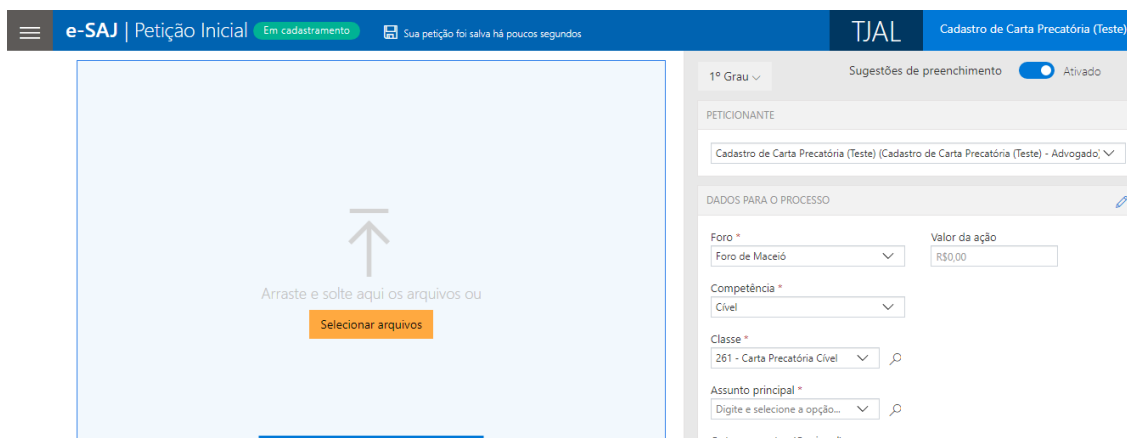 e-SAJ | Petição Inicial Em cadastramento Sua petição foi salva há poucos segundos TJAL Cadastro de Carta Precatória (Teste)
1º Grau Sugestões de preenchimento Ativado
PETICIONANTE
Cadastro de Carta Precatória (Teste) (Cadastro de Carta Precatória (Teste) - Advogado)
DADOS PARA O PROCESSO
Foro * Valor da ação
Foro de Maceió R$0,00
Competência *
Cível
Classe *
261 - Carta Precatória Cível
Assunto principal *
Digite e selecione a opção...
Arraste e solte aqui os arquivos ou
Selecionar arquivos